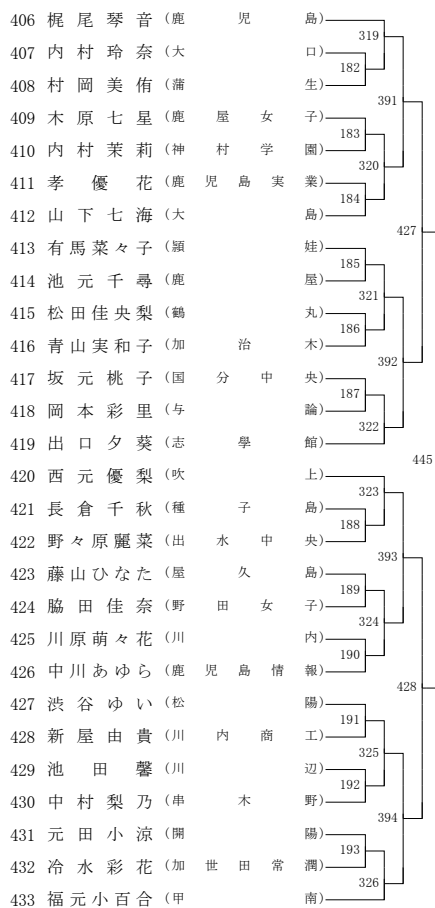 406 梶尾琴音 (鹿児島)
407 内村玲奈 (大口)
408 村岡美侑 (蒲生)
409 木原七星 (鹿屋女子)
410 内村茉莉 (神村学園)
411 孝優花 (鹿児島実業)
412 山下七海 (大島)
413 有馬菜々子 (頴娃)
414 池元千尋 (鹿屋)
415 松田佳央梨 (鶴丸)
416 青山実和子 (加治木)
417 坂元桃子 (国分中央)
418 岡本彩里 (与論)
419 出口夕葵 (志學館)
420 西元優梨 (吹上)
421 長倉千秋 (種子島)
422 野々原麗菜 (出水中央)
423 藤山ひなた (屋久島)
424 脇田佳奈 (野田女子)
425 川原萌々花 (川内)
426 中川あゆら (鹿児島情報)
427 渋谷ゆい (松陽)
428 新屋由貴 (川内商工)
429 池田馨 (川辺)
430 中村梨乃 (串木野)
431 元田小涼 (開陽)
432 冷水彩花 (加世田常潤)
433 福元小百合 (甲南)
319
182
391
183
320
184
427
185
321
186
392
187
322
445
323
188
393
189
324
190
428
191
325
192
394
193
326